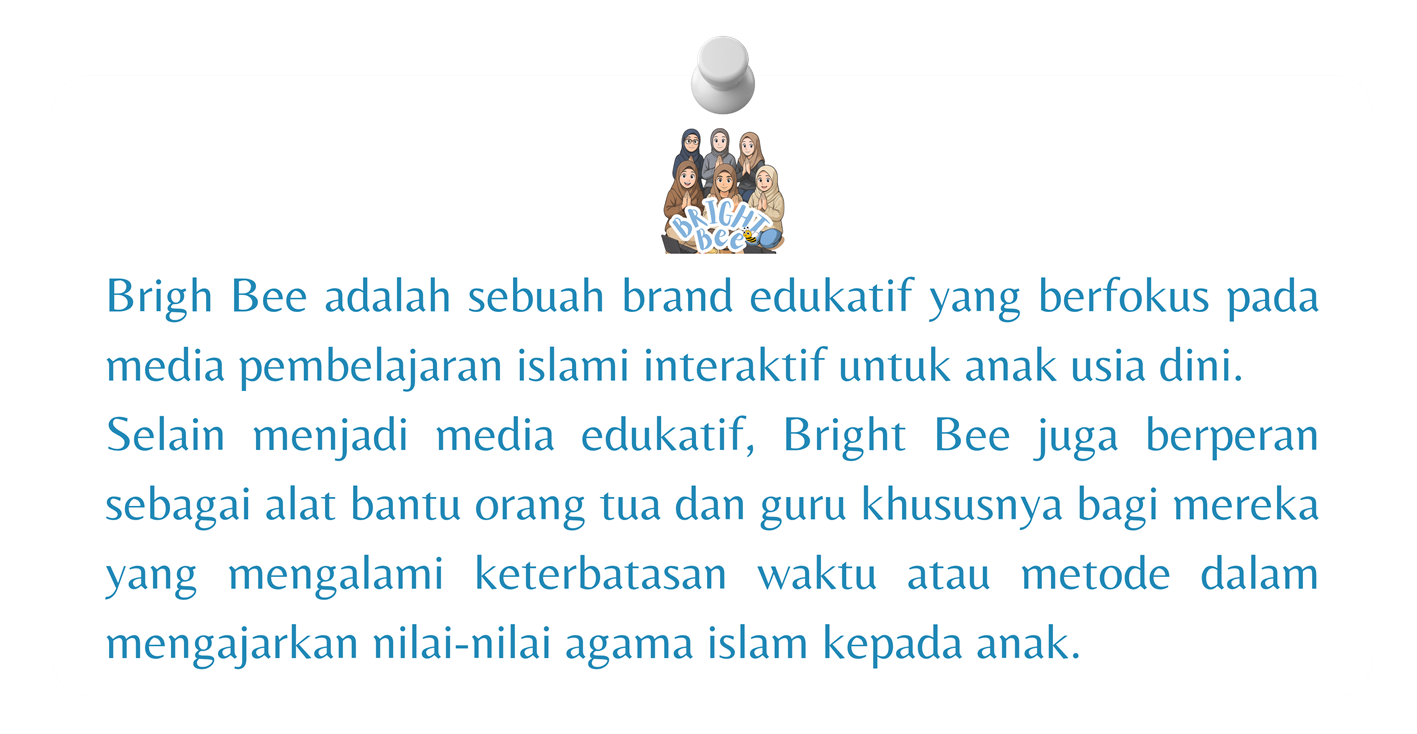 BRIGHT
Bee
Brigh Bee adalah sebuah brand edukatif yang berfokus pada
media pembelajaran islami interaktif untuk anak usia dini.
Selain menjadi media edukatif, Bright Bee juga berperan
sebagai alat bantu orang tua dan guru khususnya bagi mereka
yang mengalami keterbatasan waktu atau metode dalam
mengajarkan nilai-nilai agama islam kepada anak.